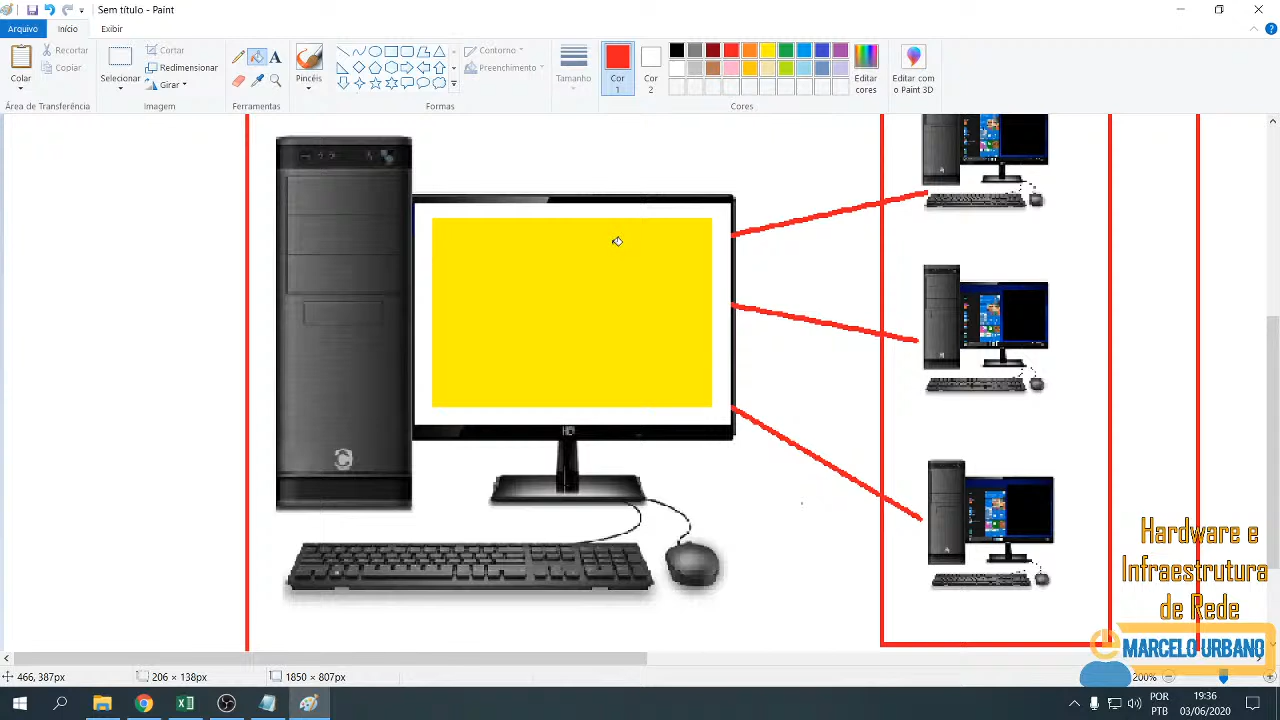 Sem título - Paint
Arquivo
Início
Exibir
Colar
Recortar
Copiar
Selecionar
Cortar
Redimensionar
Girar
Pincéis
Contorno
Preenchimento
Tamanho
Cor
1
Cor
2
Editar
cores
Editar com
o Paint 3D
Área de Transferência
Imagem
Ferramentas
Formas
Cores
Hardware e
Infraestrutura
de Rede
MARCELO URBANO
466, 387px
206 × 138px
1850 × 807px
200%
POR
PTB
19:36
03/06/2020